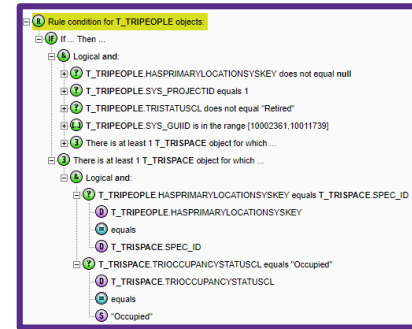 R Rule condition for T_TRIPEOPLE objects:
IF If ... Then ...
& Logical and:
? T_TRIPEOPLE.HASPRIMARYLOCATIONSYSKEY does not equal null
? T_TRIPEOPLE.SYS_PROJECTID equals 1
? T_TRIPEOPLE.TRISTATUSCL does not equal "Retired"
[..] T_TRIPEOPLE.SYS_GUIID is in the range [10002361,10011739]
∃ There is at least 1 T_TRISPACE object for which ...
∃ There is at least 1 T_TRISPACE object for which ...
& Logical and:
? T_TRIPEOPLE.HASPRIMARYLOCATIONSYSKEY equals T_TRISPACE.SPEC_ID
D T_TRIPEOPLE.HASPRIMARYLOCATIONSYSKEY
= equals
D T_TRISPACE.SPEC_ID
? T_TRISPACE.TRIOCCUPANCYSTATUSCL equals "Occupied"
D T_TRISPACE.TRIOCCUPANCYSTATUSCL
= equals
S "Occupied"